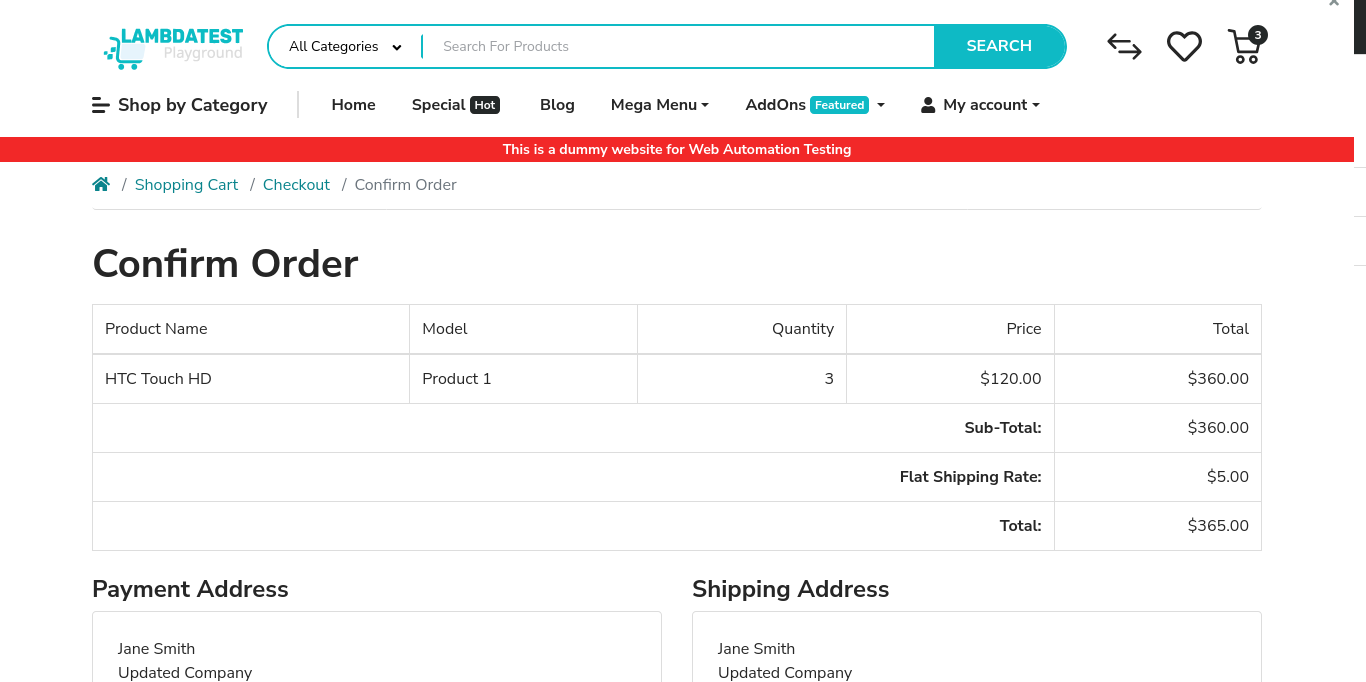 LAMBDATEST
Playground
All Categories
Search For Products
SEARCH
3
Shop by Category
Home
Special Hot
Blog
Mega Menu
AddOns Featured
My account
This is a dummy website for Web Automation Testing
/ Shopping Cart / Checkout / Confirm Order
Confirm Order
Product Name Model Quantity Price Total
HTC Touch HD Product 1 3 $120.00 $360.00
Sub-Total: $360.00
Flat Shipping Rate: $5.00
Total: $365.00
Payment Address
Jane Smith
Updated Company
Shipping Address
Jane Smith
Updated Company